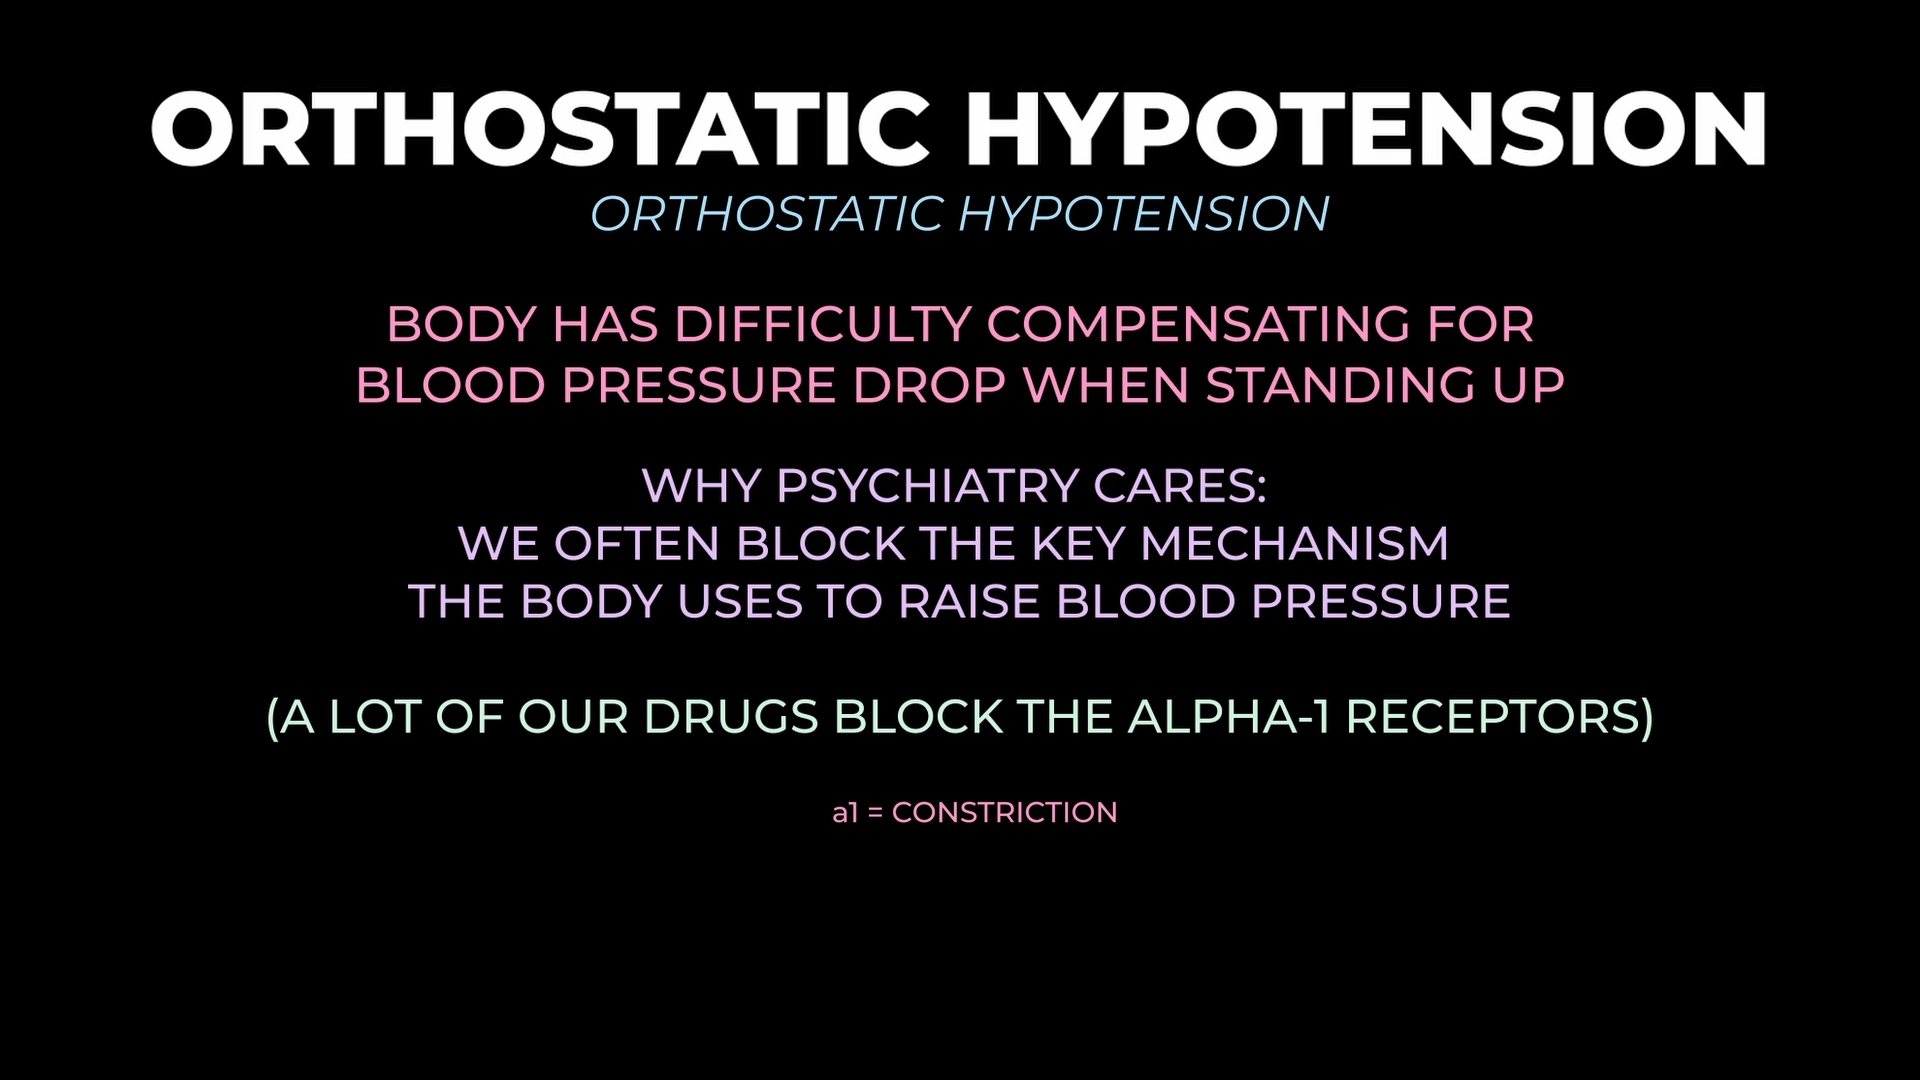 ORTHOSTATIC HYPOTENSION
ORTHOSTATIC HYPOTENSION
BODY HAS DIFFICULTY COMPENSATING FOR
BLOOD PRESSURE DROP WHEN STANDING UP
WHY PSYCHIATRY CARES:
WE OFTEN BLOCK THE KEY MECHANISM
THE BODY USES TO RAISE BLOOD PRESSURE
(A LOT OF OUR DRUGS BLOCK THE ALPHA-1 RECEPTORS)
a1 = CONSTRICTION